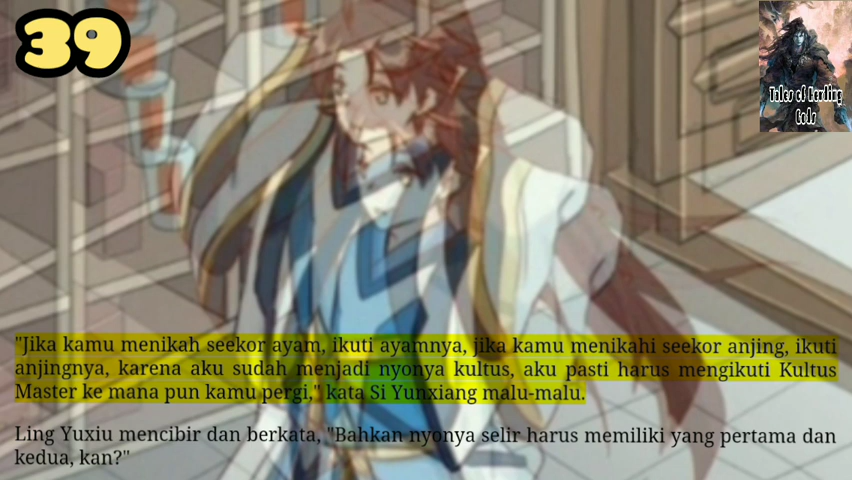 39
Tales of Herding
Gods
"Jika kamu menikah seekor ayam, ikuti ayamnya, jika kamu menikahi seekor anjing, ikuti
anjingnya, karena aku sudah menjadi nyonya kultus, aku pasti harus mengikuti Kultus
Master ke mana pun kamu pergi," kata Si Yunxiang malu-malu.
Ling Yuxiu mencibir dan berkata, "Bahkan nyonya selir harus memiliki yang pertama dan
kedua, kan?"